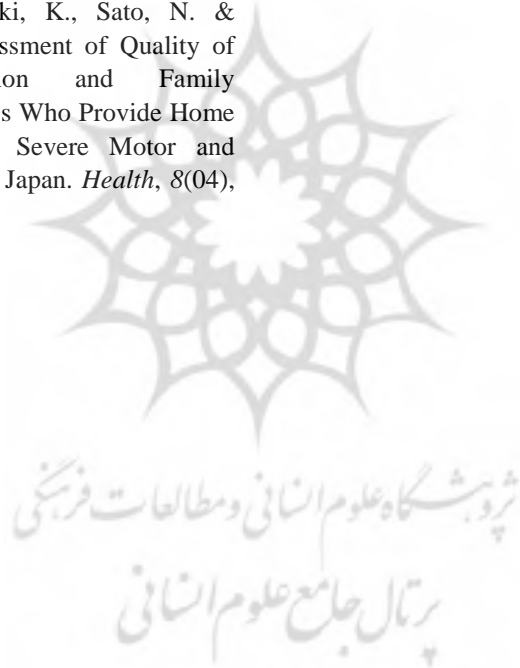 ki, K., Sato, N. &
ssment of Quality of
ion and Family
s Who Provide Home
Severe Motor and
Japan. Health, 8(04),
پژوهشگاه علوم انسانی و مطالعات فرهنگی
پرتال جامع علوم انسانی